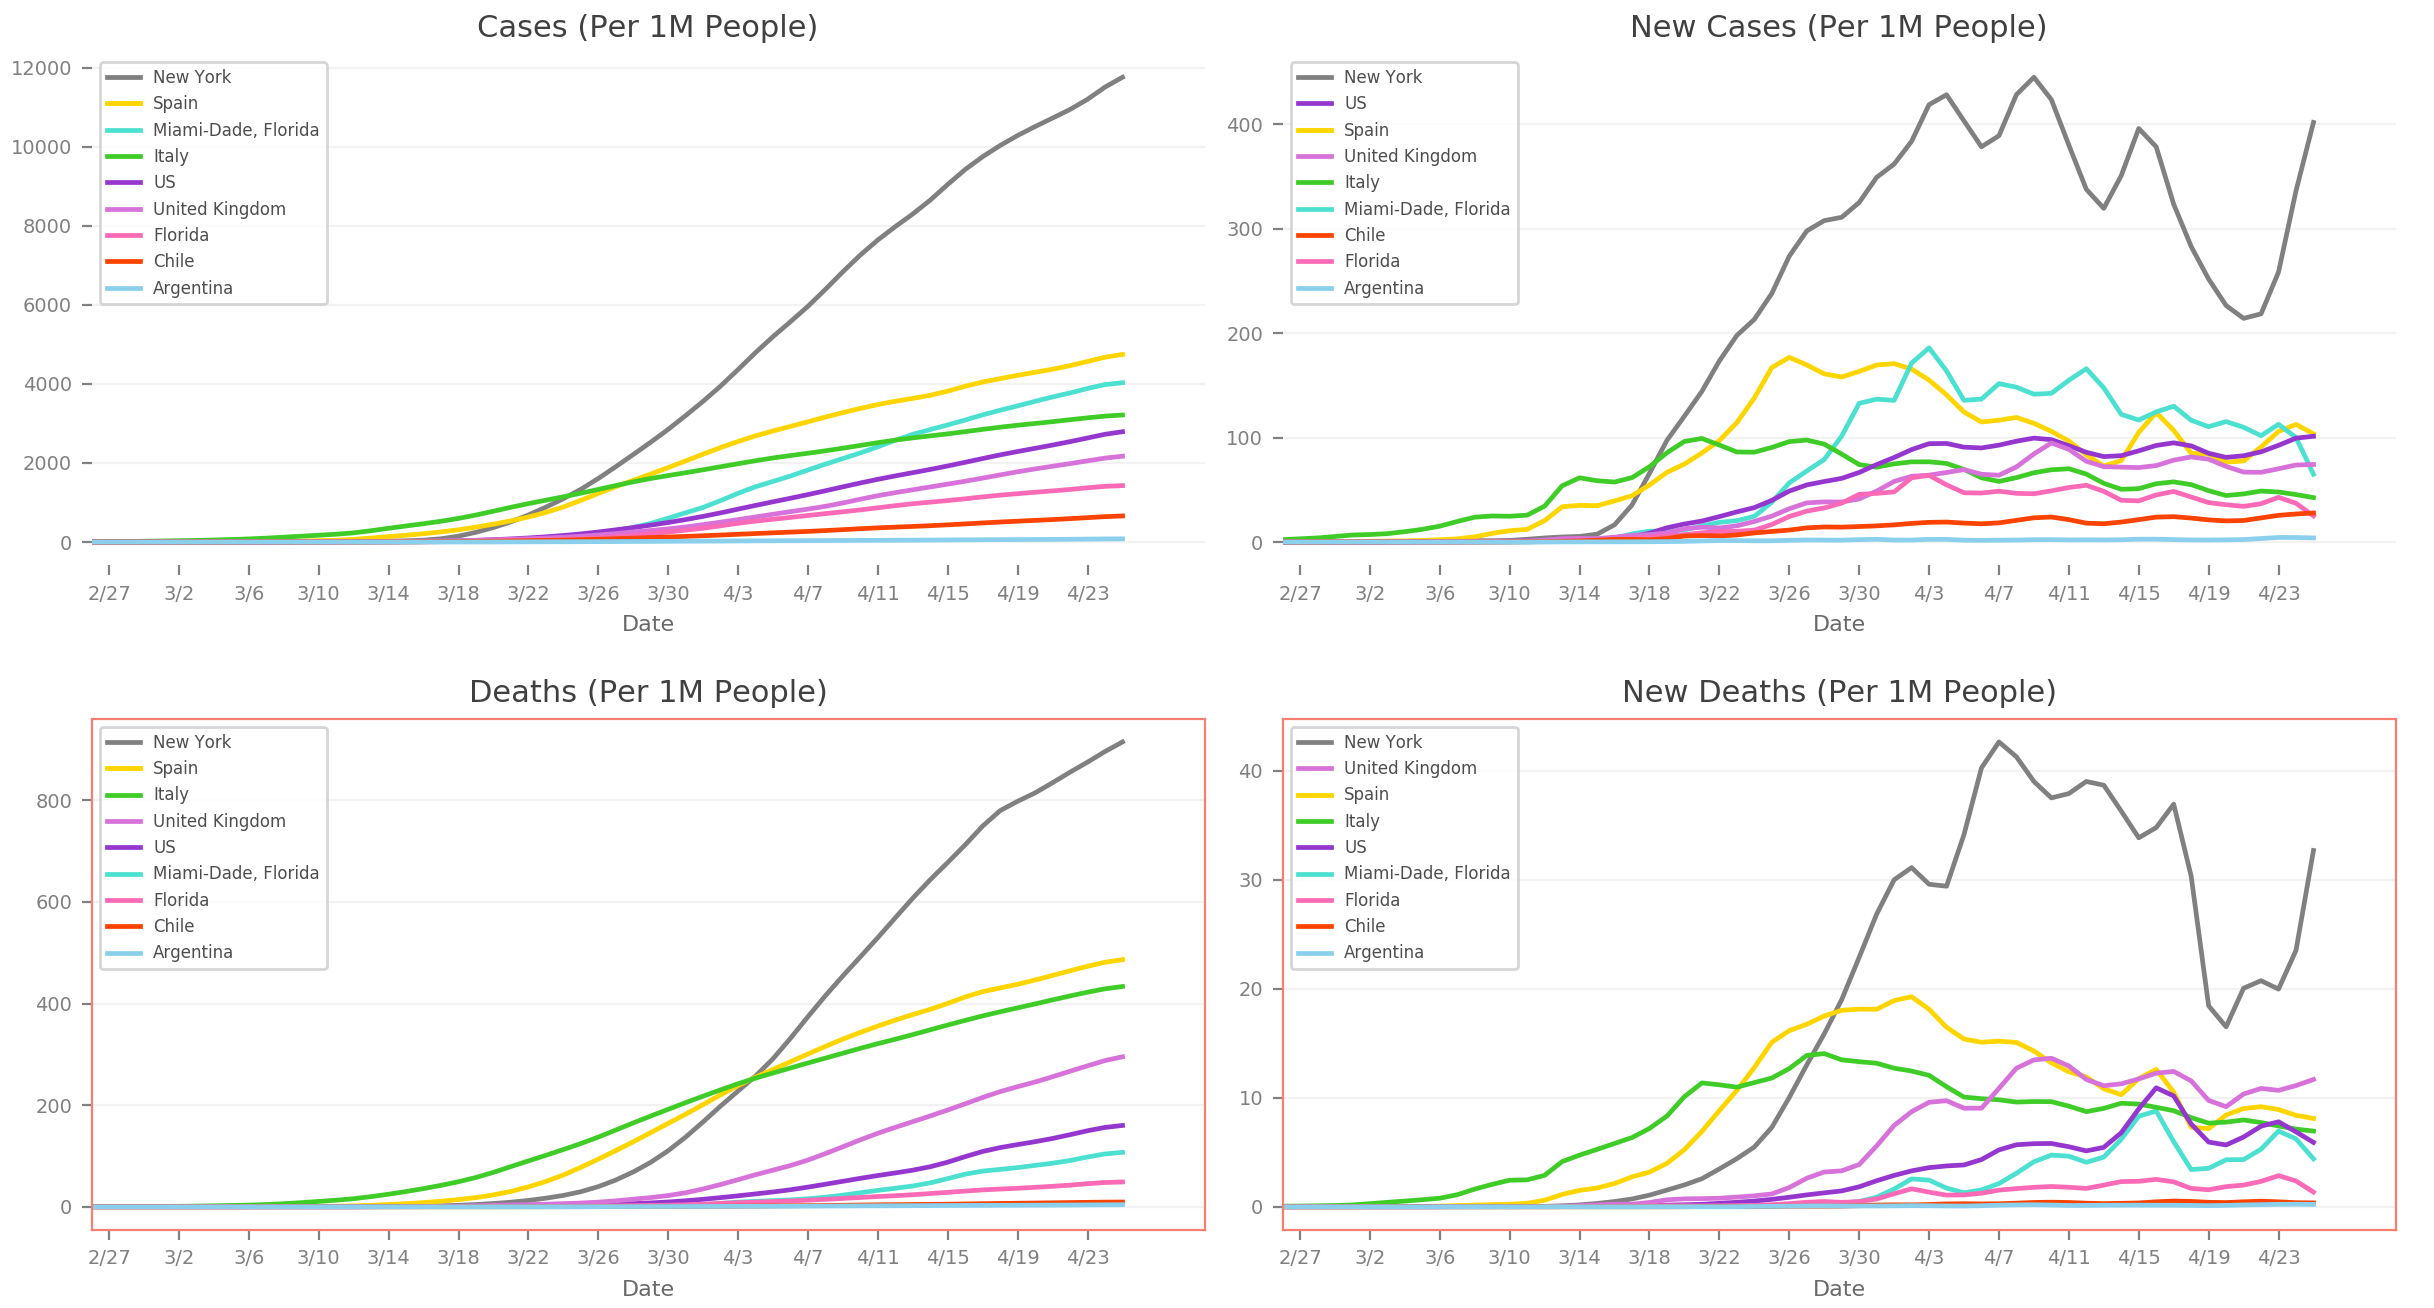 Cases (Per 1M People)
12000
10000
8000
6000
4000
2000
0
New York
Spain
Miami-Dade, Florida
Italy
US
United Kingdom
Florida
Chile
Argentina
2/27 3/2 3/6 3/10 3/14 3/18 3/22 3/26 3/30 4/3 4/7 4/11 4/15 4/19 4/23
Date
New Cases (Per 1M People)
400
300
200
100
0
New York
US
Spain
United Kingdom
Italy
Miami-Dade, Florida
Chile
Florida
Argentina
2/27 3/2 3/6 3/10 3/14 3/18 3/22 3/26 3/30 4/3 4/7 4/11 4/15 4/19 4/23
Date
Deaths (Per 1M People)
800
600
400
200
0
New York
Spain
Italy
United Kingdom
US
Miami-Dade, Florida
Florida
Chile
Argentina
2/27 3/2 3/6 3/10 3/14 3/18 3/22 3/26 3/30 4/3 4/7 4/11 4/15 4/19 4/23
Date
New Deaths (Per 1M People)
40
30
20
10
0
New York
United Kingdom
Spain
Italy
US
Miami-Dade, Florida
Florida
Chile
Argentina
2/27 3/2 3/6 3/10 3/14 3/18 3/22 3/26 3/30 4/3 4/7 4/11 4/15 4/19 4/23
Date